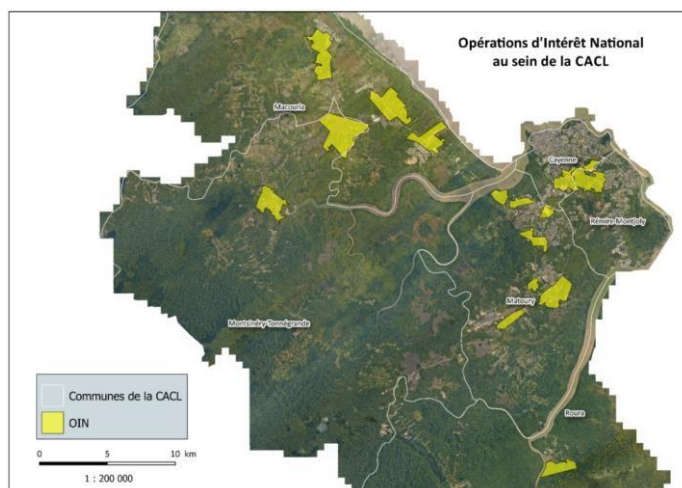 Opérations d'Intérêt National
au sein de la CACL
Macouria
Cayenne
Rémire-Montjoly
Matoury
Montsinéry-Tonnégrande
Roura
Communes de la CACL
OIN
0 5 10 km
1 : 200 000